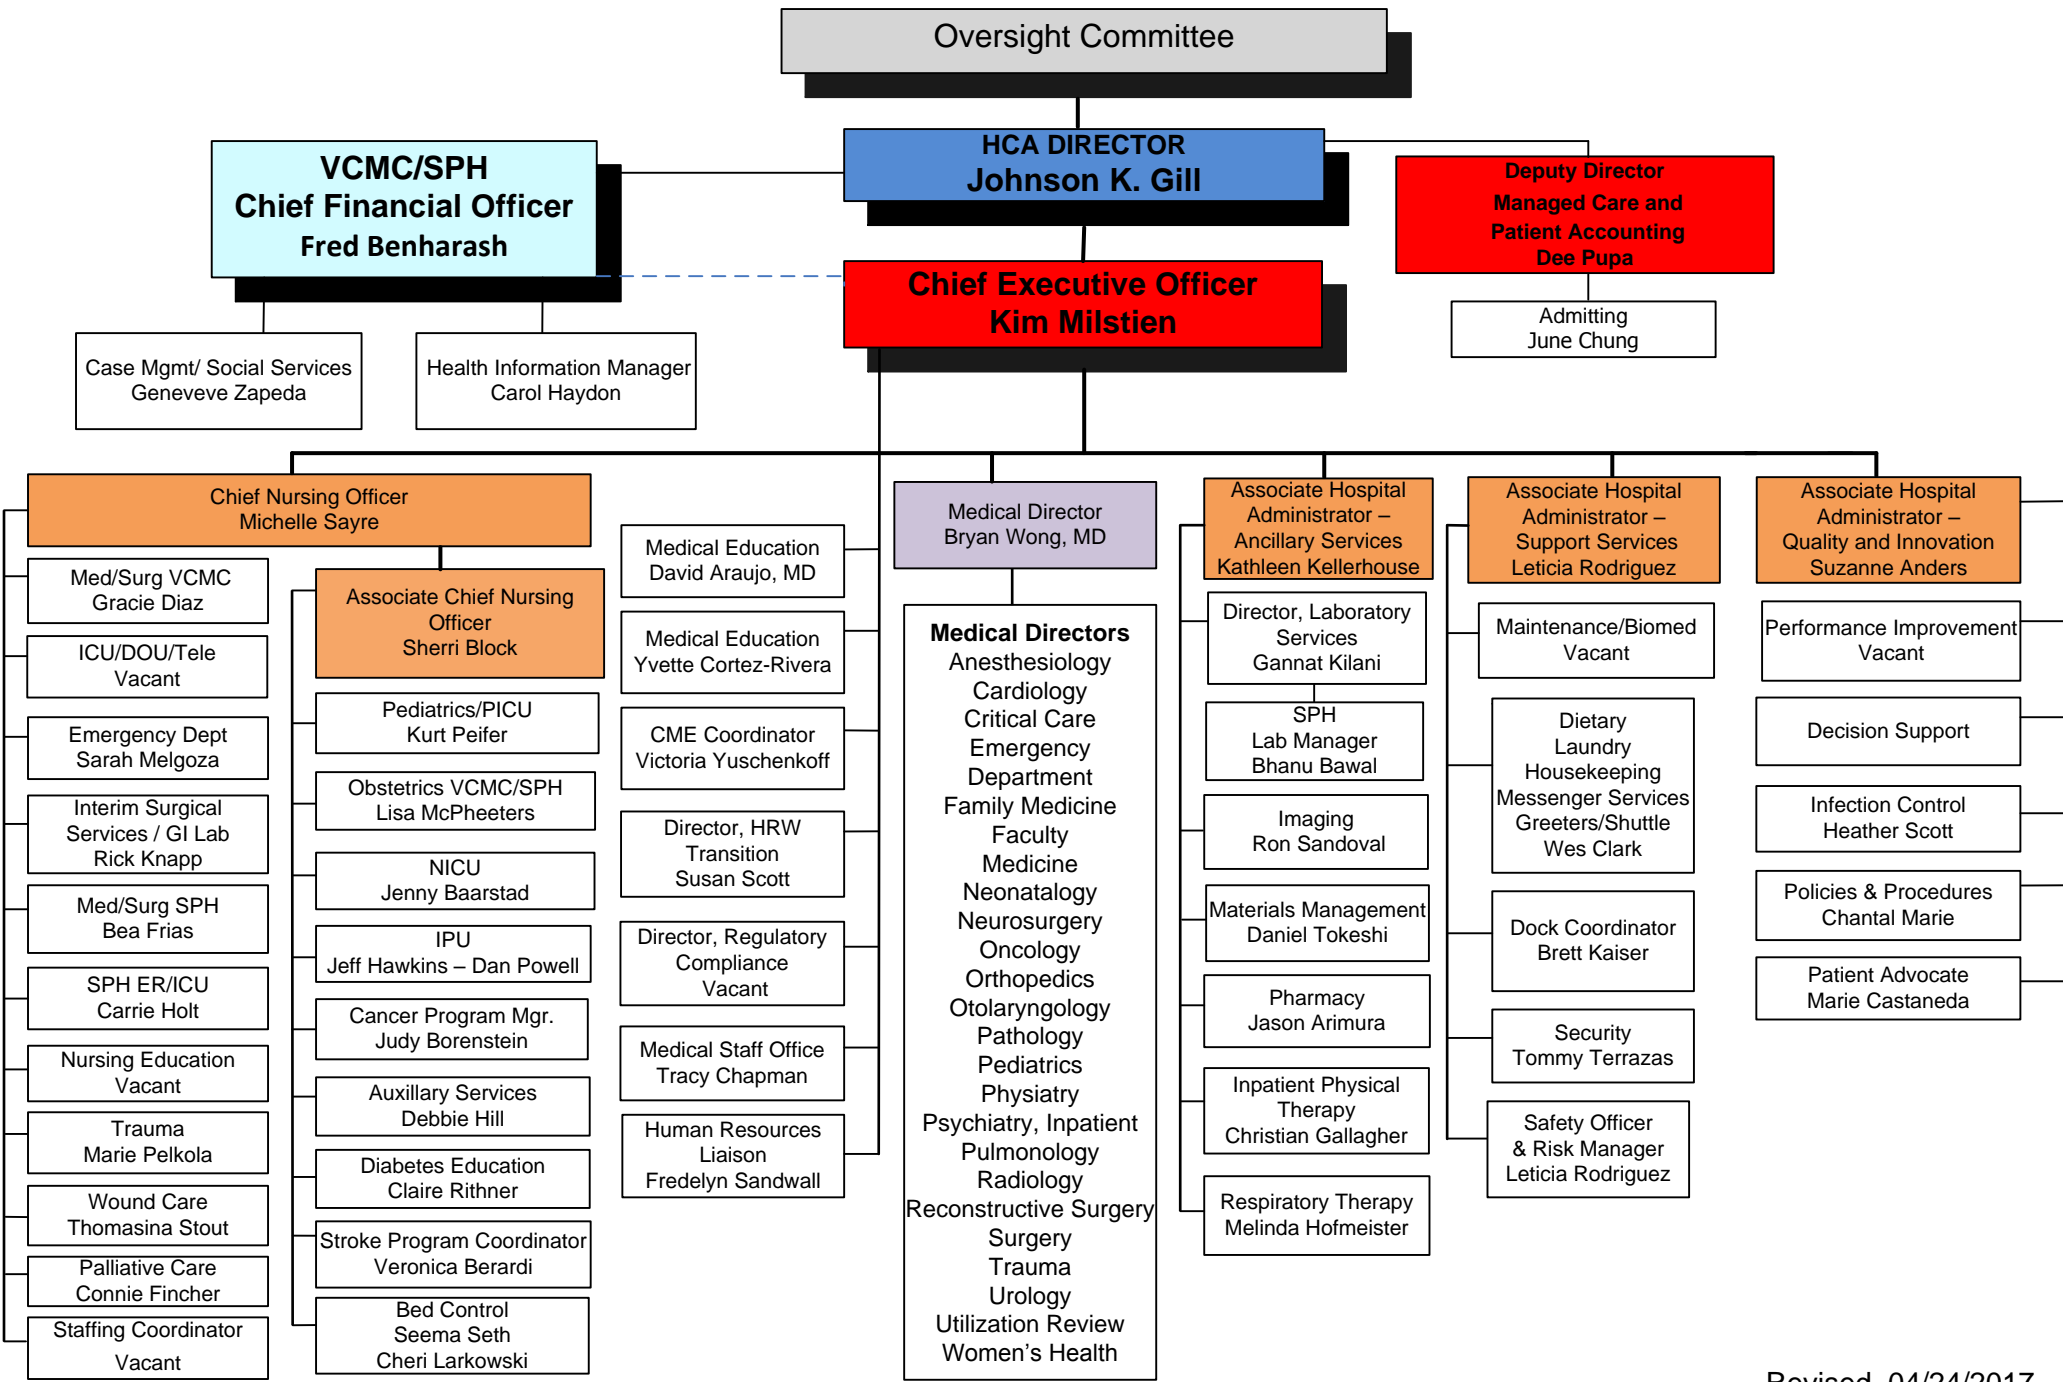 Oversight Committee
HCA DIRECTOR
Johnson K. Gill
VCMC/SPH
Chief Financial Officer
Fred Benharash
Deputy Director
Managed Care and
Patient Accounting
Dee Pupa
Chief Executive Officer
Kim Milstien
Admitting
June Chung
Case Mgmt/ Social Services
Geneveve Zapeda
Health Information Manager
Carol Haydon
Chief Nursing Officer
Michelle Sayre
Med/Surg VCMC
Gracie Diaz
ICU/DOU/Tele
Vacant
Emergency Dept
Sarah Melgoza
Interim Surgical
Services / GI Lab
Rick Knapp
Med/Surg SPH
Bea Frias
SPH ER/ICU
Carrie Holt
Nursing Education
Vacant
Trauma
Marie Pelkola
Wound Care
Thomasina Stout
Palliative Care
Connie Fincher
Staffing Coordinator
Vacant
Associate Chief Nursing
Officer
Sherri Block
Pediatrics/PICU
Kurt Peifer
Obstetrics VCMC/SPH
Lisa McPheeters
NICU
Jenny Baarstad
IPU
Jeff Hawkins – Dan Powell
Cancer Program Mgr.
Judy Borenstein
Auxillary Services
Debbie Hill
Diabetes Education
Claire Rithner
Stroke Program Coordinator
Veronica Berardi
Bed Control
Seema Seth
Cheri Larkowski
Medical Education
David Araujo, MD
Medical Education
Yvette Cortez-Rivera
CME Coordinator
Victoria Yuschenkoff
Director, HRW
Transition
Susan Scott
Director, Regulatory
Compliance
Vacant
Medical Staff Office
Tracy Chapman
Human Resources
Liaison
Fredelyn Sandwall
Medical Director
Bryan Wong, MD
Medical Directors
Anesthesiology
Cardiology
Critical Care
Emergency
Department
Family Medicine
Faculty
Medicine
Neonatalogy
Neurosurgery
Oncology
Orthopedics
Otolaryngology
Pathology
Pediatrics
Physiatry
Psychiatry, Inpatient
Pulmonology
Radiology
Reconstructive Surgery
Surgery
Trauma
Urology
Utilization Review
Women's Health
Associate Hospital
Administrator –
Ancillary Services
Kathleen Kellerhouse
Director, Laboratory
Services
Gannat Kilani
SPH
Lab Manager
Bhanu Bawal
Imaging
Ron Sandoval
Materials Management
Daniel Tokeshi
Pharmacy
Jason Arimura
Inpatient Physical
Therapy
Christian Gallagher
Respiratory Therapy
Melinda Hofmeister
Associate Hospital
Administrator –
Support Services
Leticia Rodriguez
Maintenance/Biomed
Vacant
Dietary
Laundry
Housekeeping
Messenger Services
Greeters/Shuttle
Wes Clark
Dock Coordinator
Brett Kaiser
Security
Tommy Terrazas
Safety Officer
& Risk Manager
Leticia Rodriguez
Associate Hospital
Administrator –
Quality and Innovation
Suzanne Anders
Performance Improvement
Vacant
Decision Support
Infection Control
Heather Scott
Policies & Procedures
Chantal Marie
Patient Advocate
Marie Castaneda
Revised 04/24/2017